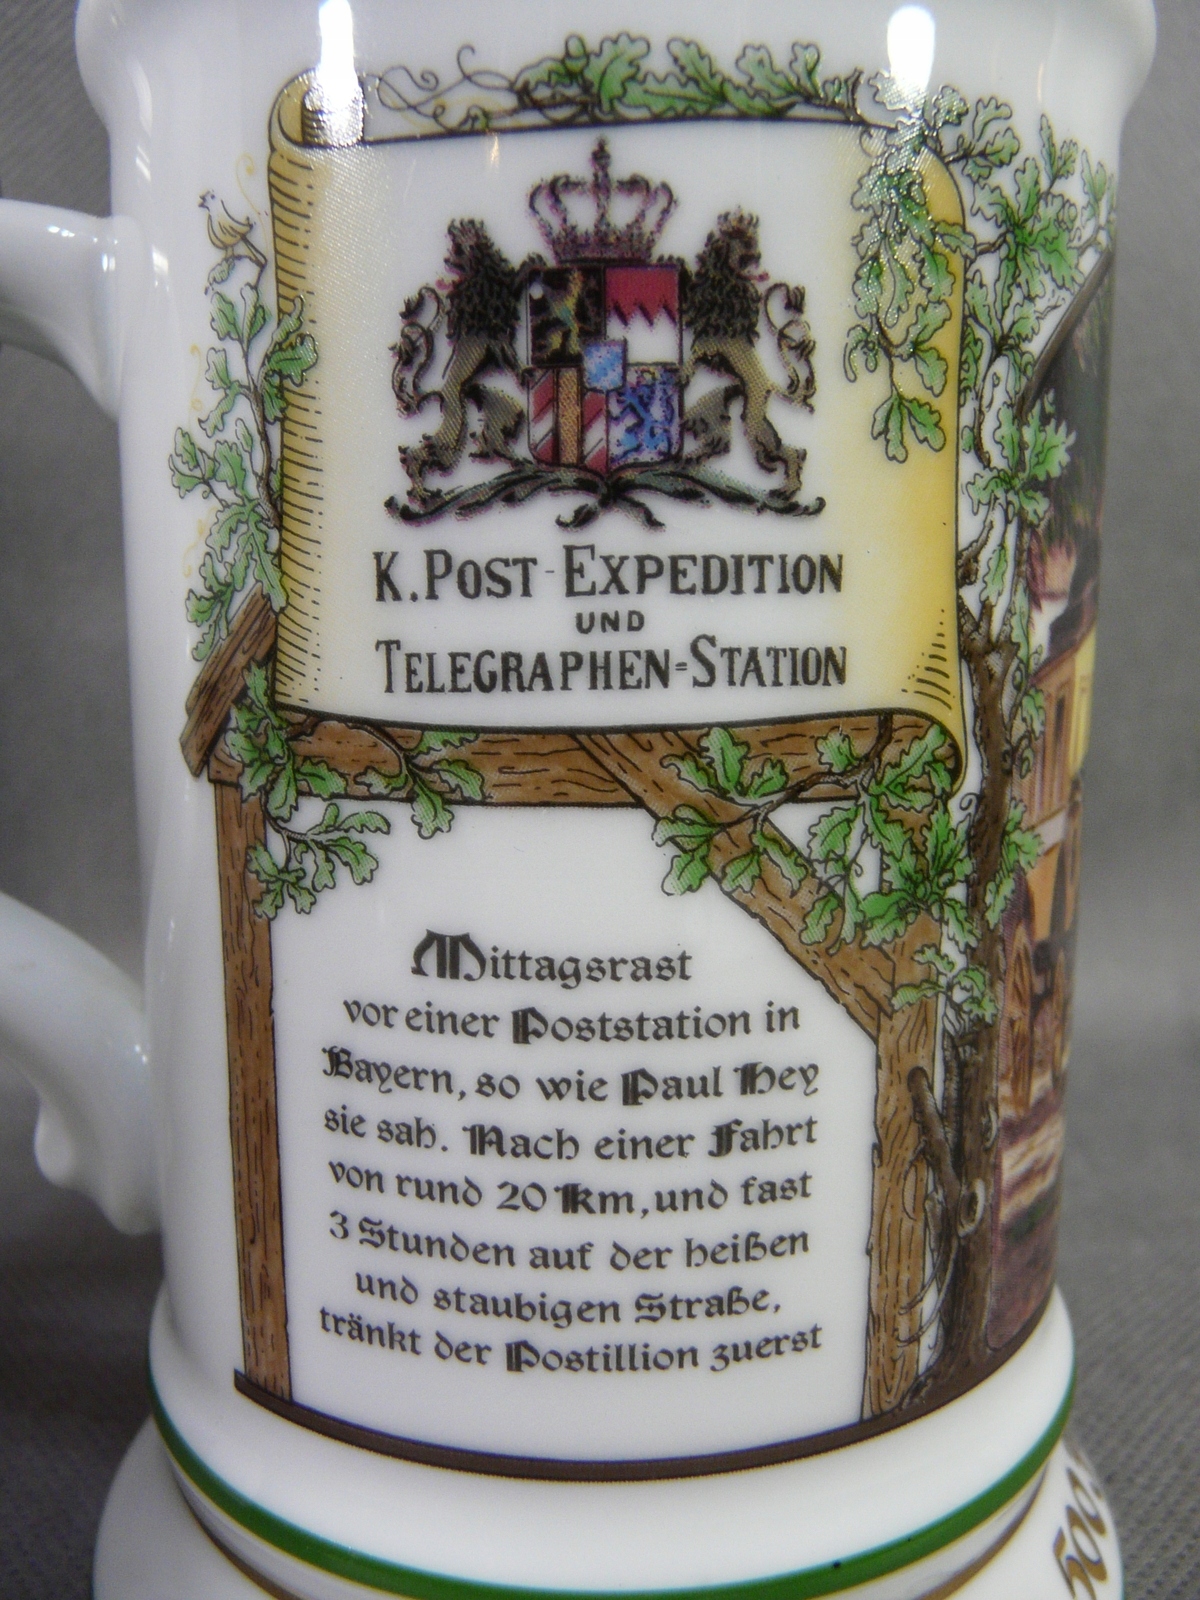 K. POST-EXPEDITION
UND
TELEGRAPHEN=STATION
Mittagsrast
vor einer Poststation in
Bayern, so wie Paul Hey
sie sah. Nach einer Fahrt
von rund 20 Km, und fast
3 Stunden auf der heißen
und staubigen Straße,
tränkt der Postillion zuerst
500